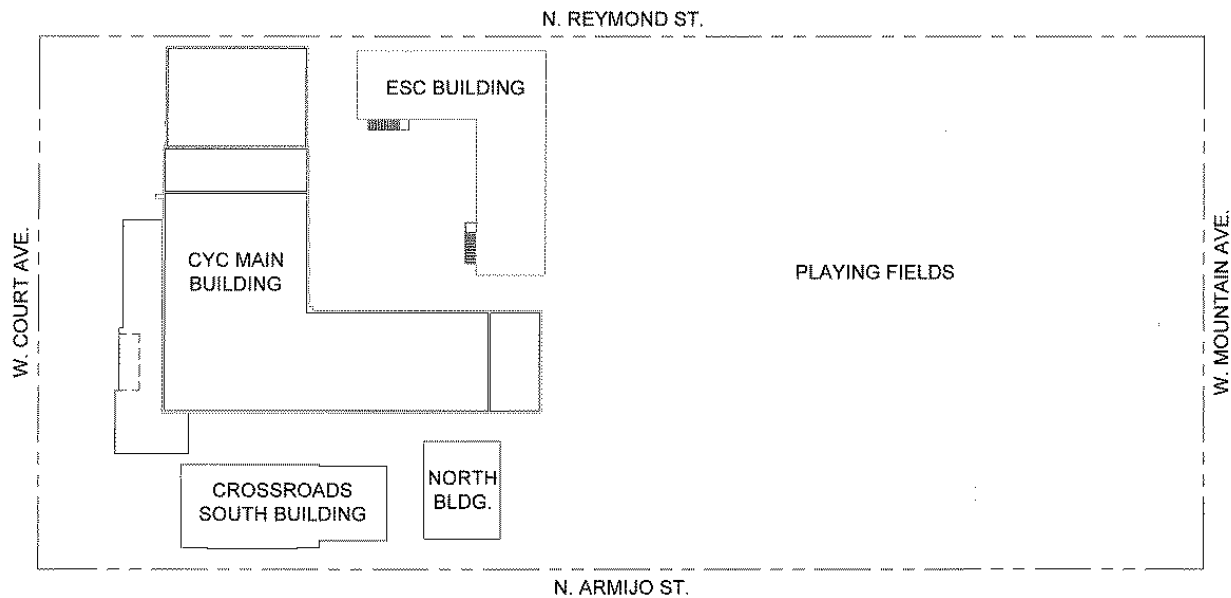 N. REYMOND ST.
ESC BUILDING
W. COURT AVE.
CYC MAIN
BUILDING
PLAYING FIELDS
W. MOUNTAIN AVE.
CROSSROADS
SOUTH BUILDING
NORTH
BLDG.
N. ARMIJO ST.